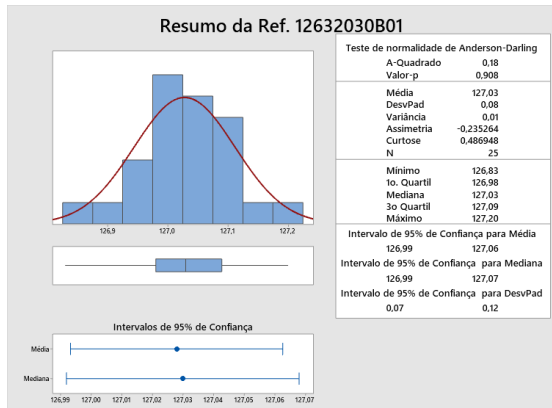 Resumo da Ref. 12632030B01
126,9 127,0 127,1 127,2
Intervalos de 95% de Confiança
Média
Mediana
126,99 127,00 127,01 127,02 127,03 127,04 127,05 127,06 127,07
Teste de normalidade de Anderson-Darling
A-Quadrado 0,18
Valor-p 0,908
Média 127,03
DesvPad 0,08
Variância 0,01
Assimetria -0,235264
Curtose 0,486948
N 25
Mínimo 126,83
1o. Quartil 126,98
Mediana 127,03
3o Quartil 127,09
Máximo 127,20
Intervalo de 95% de Confiança para Média
126,99 127,06
Intervalo de 95% de Confiança para Mediana
126,99 127,07
Intervalo de 95% de Confiança para DesvPad
0,07 0,12